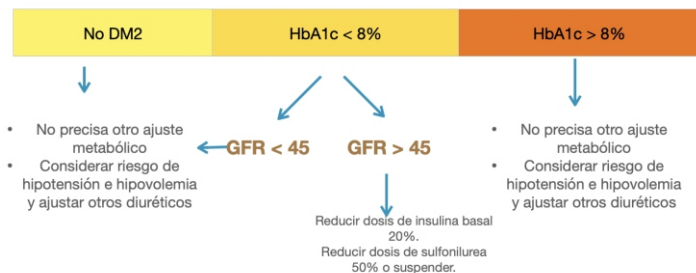 No DM2
HbA1c < 8%
HbA1c > 8%
• No precisa otro ajuste
metabólico
• Considerar riesgo de
hipotensión e hipovolemia
y ajustar otros diuréticos
GFR < 45
GFR > 45
Reducir dosis de insulina basal
20%.
Reducir dosis de sulfonilurea
50% o suspender.
• No precisa otro ajuste
metabólico
• Considerar riesgo de
hipotensión e hipovolemia
y ajustar otros diuréticos